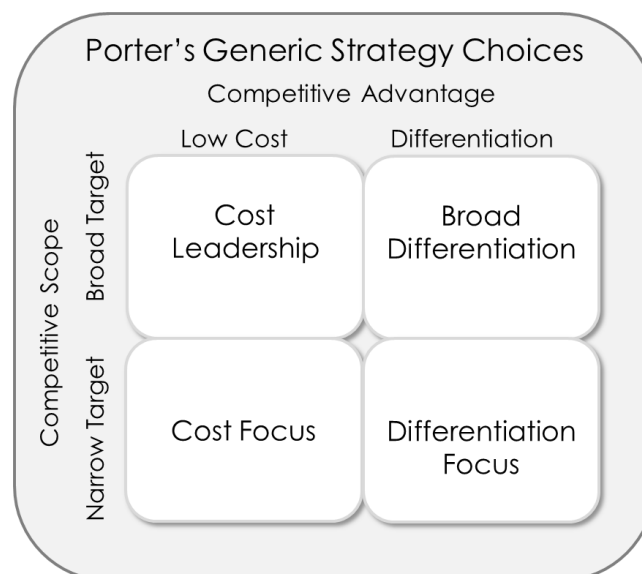 Porter's Generic Strategy Choices
Competitive Advantage
Low Cost
Differentiation
Competitive Scope
Broad Target
Cost
Leadership
Broad
Differentiation
Narrow Target
Cost Focus
Differentiation
Focus